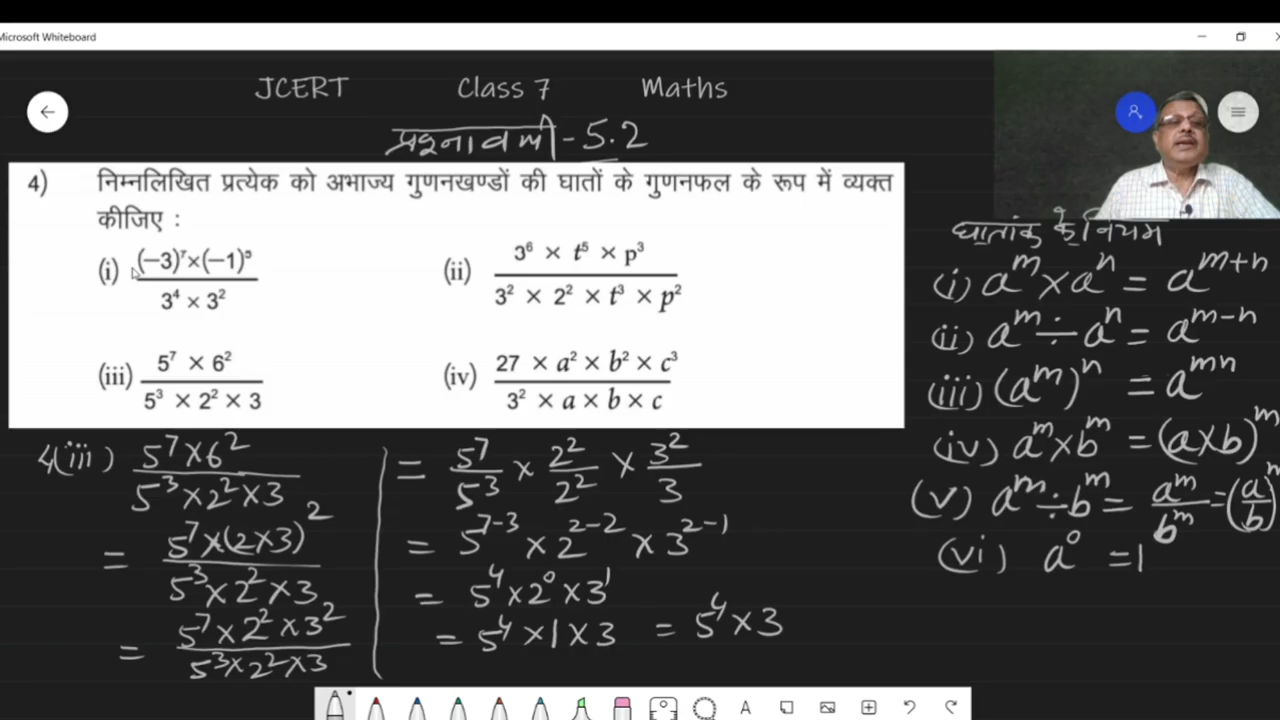 Microsoft Whiteboard
JCERT Class 7 Maths
प्रश्नावली - 5.2
4) निम्नलिखित प्रत्येक को अभाज्य गुणनखण्डों की घातों के गुणनफल के रूप में व्यक्त
कीजिए :
(i) (−3)⁷×(−1)⁵ / 3⁴ × 3²
(ii) 3⁶ × t⁵ × p³ / 3² × 2² × t³ × p²
(iii) 5⁷ × 6² / 5³ × 2² × 3
(iv) 27 × a² × b² × c³ / 3² × a × b × c
4(iii) 5⁷×6² / 5³×2²×3
= 5⁷×(2×3)² / 5³×2²×3
= 5⁷×2²×3² / 5³×2²×3
= 5⁷/5³ × 2²/2² × 3²/3
= 5⁷⁻³ × 2²⁻² × 3²⁻¹
= 5⁴×2⁰×3¹
= 5⁴×1×3 = 5⁴×3
घातांक के नियम
(i) aᵐ×aⁿ = aᵐ⁺ⁿ
(ii) aᵐ÷aⁿ = aᵐ⁻ⁿ
(iii) (aᵐ)ⁿ = aᵐⁿ
(iv) aᵐ×bᵐ = (a×b)ᵐ
(v) aᵐ÷bᵐ = aᵐ/bᵐ = (a/b)ᵐ
(vi) a⁰ = 1